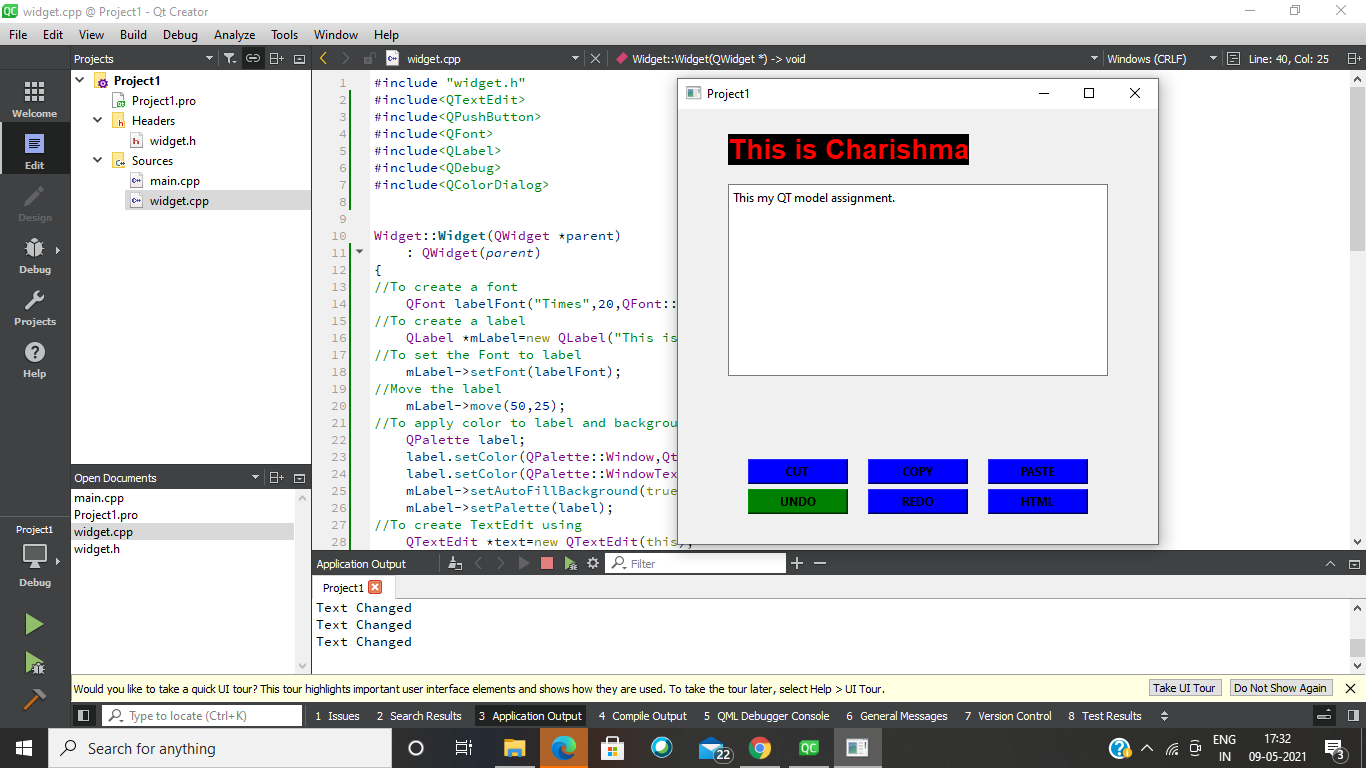 widget.cpp @ Project1 - Qt Creator
File Edit View Build Debug Analyze Tools Window Help
Projects
widget.cpp
Widget::Widget(QWidget *) -> void
Windows (CRLF)
Line: 40, Col: 25
Welcome
Edit
Design
Debug
Projects
Help
Project1
Debug
Project1
Project1.pro
Headers
widget.h
Sources
main.cpp
widget.cpp
Open Documents
main.cpp
Project1.pro
widget.cpp
widget.h
1 #include "widget.h"
2 #include<QTextEdit>
3 #include<QPushButton>
4 #include<QFont>
5 #include<QLabel>
6 #include<QDebug>
7 #include<QColorDialog>
8
9
10 Widget::Widget(QWidget *parent)
11 : QWidget(parent)
12 {
13 //To create a font
14 QFont labelFont("Times",20,QFont::
15 //To create a label
16 QLabel *mLabel=new QLabel("This is
17 //To set the Font to label
18 mLabel->setFont(labelFont);
19 //Move the label
20 mLabel->move(50,25);
21 //To apply color to label and backgrou
22 QPalette label;
23 label.setColor(QPalette::Window,Qt
24 label.setColor(QPalette::WindowTex
25 mLabel->setAutoFillBackground(true
26 mLabel->setPalette(label);
27 //To create TextEdit using
28 QTextEdit *text=new QTextEdit(this);
Project1
This is Charishma
This my QT model assignment.
CUT COPY PASTE
UNDO REDO HTML
Application Output
Filter
Project1
Text Changed
Text Changed
Text Changed
Would you like to take a quick UI tour? This tour highlights important user interface elements and shows how they are used. To take the tour later, select Help > UI Tour.
Take UI Tour
Do Not Show Again
Type to locate (Ctrl+K)
1 Issues 2 Search Results 3 Application Output 4 Compile Output 5 QML Debugger Console 6 General Messages 7 Version Control 8 Test Results
Search for anything
22
QC
ENG
IN
17:32
09-05-2021
3